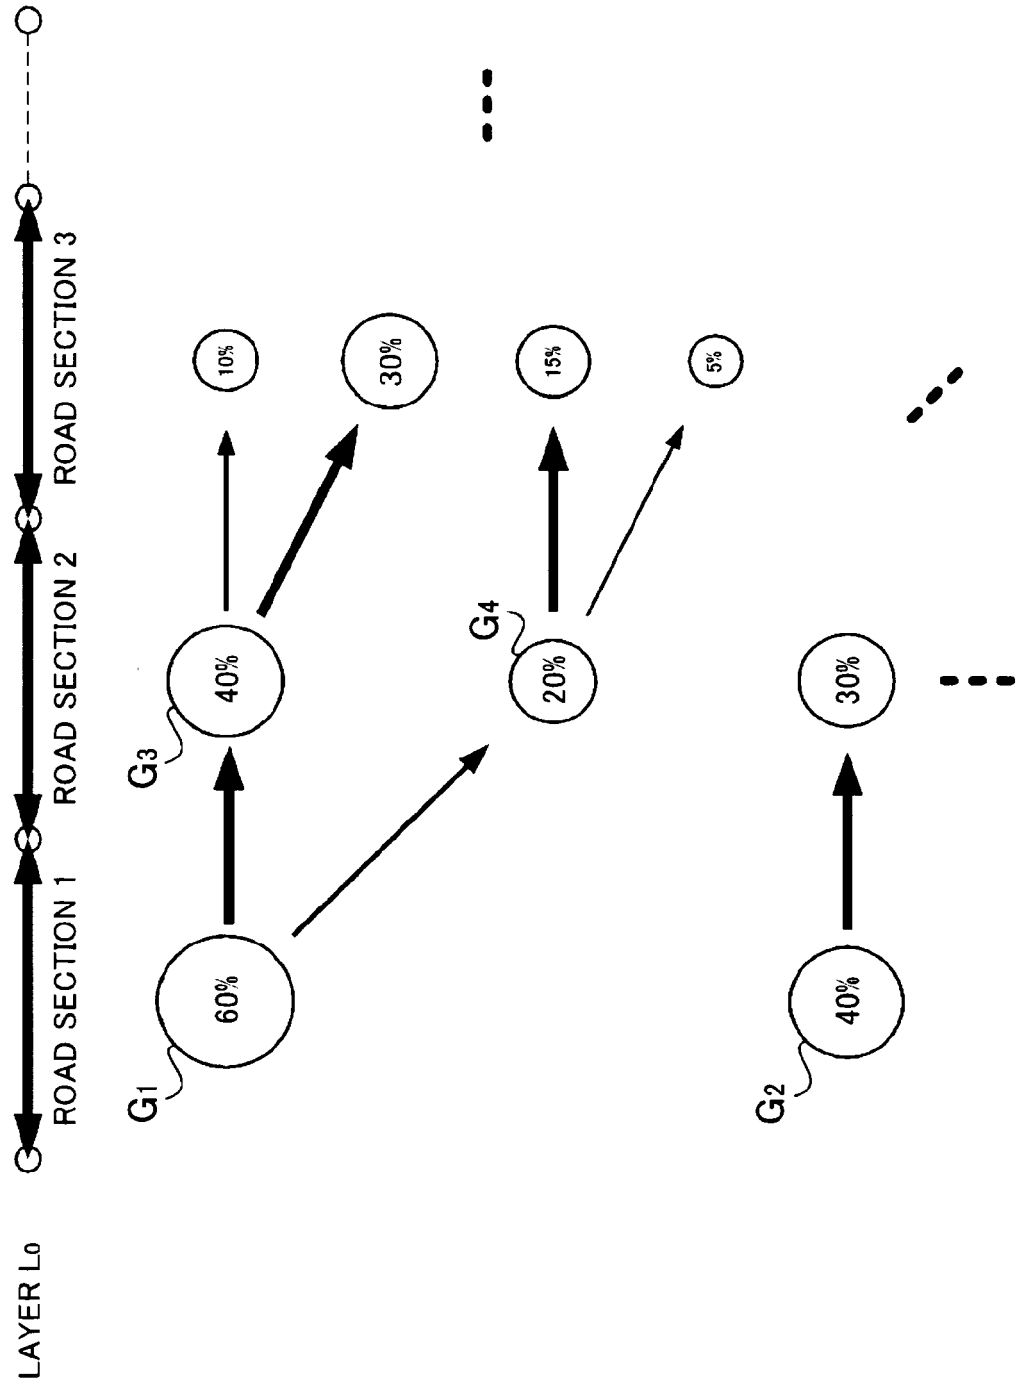 LAYER L0
ROAD SECTION 1
ROAD SECTION 2
ROAD SECTION 3
G1
60%
G3
40%
10%
30%
G4
20%
15%
5%
G2
40%
30%